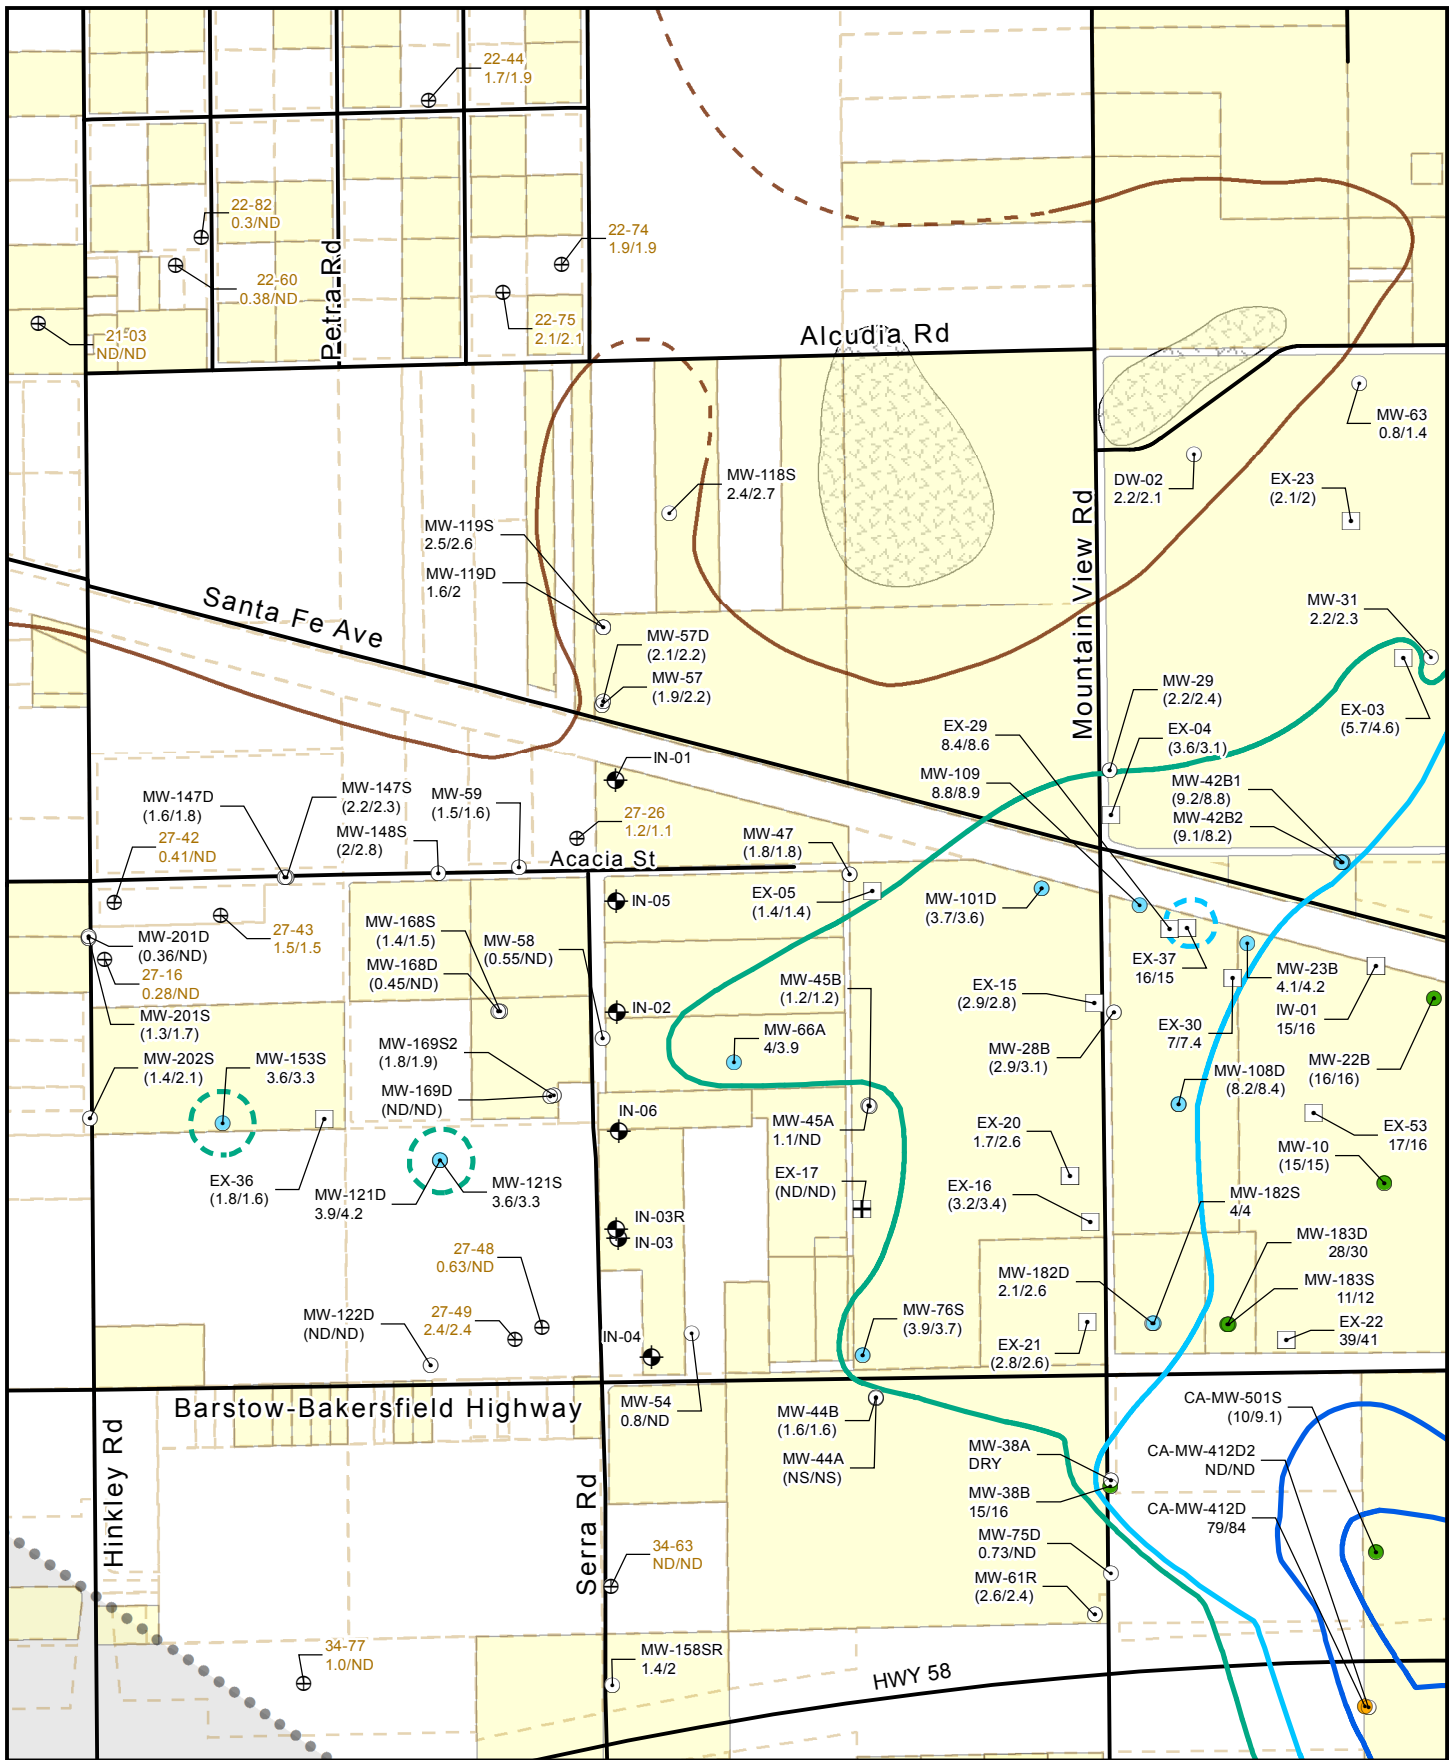 22-44
1.7/1.9
22-82
0.3/ND
22-60
0.38/ND
22-74
1.9/1.9
22-75
2.1/2.1
21-03
ND/ND
Petra Rd
Alcudia Rd
MW-63
0.8/1.4
MW-118S
2.4/2.7
DW-02
2.2/2.1
EX-23
(2.1/2)
MW-119S
2.5/2.6
MW-119D
1.6/2
Mountain View Rd
Santa Fe Ave
MW-31
2.2/2.3
MW-57D
(2.1/2.2)
MW-57
(1.9/2.2)
MW-29
(2.2/2.4)
EX-03
(5.7/4.6)
EX-29
8.4/8.6
EX-04
(3.6/3.1)
IN-01
MW-109
8.8/8.9
MW-42B1
(9.2/8.8)
MW-42B2
(9.1/8.2)
MW-147D
(1.6/1.8)
MW-147S
(2.2/2.3)
MW-59
(1.5/1.6)
27-26
1.2/1.1
27-42
0.41/ND
MW-148S
(2/2.8)
MW-47
(1.8/1.8)
Acacia St
EX-05
(1.4/1.4)
MW-101D
(3.7/3.6)
IN-05
MW-168S
(1.4/1.5)
27-43
1.5/1.5
MW-201D
(0.36/ND)
MW-58
(0.55/ND)
MW-168D
(0.45/ND)
27-16
0.28/ND
EX-37
16/15
MW-23B
4.1/4.2
MW-45B
(1.2/1.2)
EX-15
(2.9/2.8)
IN-02
IW-01
15/16
MW-201S
(1.3/1.7)
EX-30
7/7.4
MW-66A
4/3.9
MW-28B
(2.9/3.1)
MW-169S2
(1.8/1.9)
MW-22B
(16/16)
MW-202S
(1.4/2.1)
MW-153S
3.6/3.3
MW-108D
(8.2/8.4)
MW-169D
(ND/ND)
IN-06
MW-45A
1.1/ND
EX-20
1.7/2.6
EX-53
17/16
MW-10
(15/15)
EX-17
(ND/ND)
EX-36
(1.8/1.6)
MW-121D
3.9/4.2
MW-121S
3.6/3.3
EX-16
(3.2/3.4)
MW-182S
4/4
IN-03R
IN-03
MW-183D
28/30
27-48
0.63/ND
MW-182D
2.1/2.6
MW-183S
11/12
MW-122D
(ND/ND)
27-49
2.4/2.4
MW-76S
(3.9/3.7)
EX-22
39/41
IN-04
EX-21
(2.8/2.6)
Barstow-Bakersfield Highway
MW-54
0.8/ND
MW-44B
(1.6/1.6)
CA-MW-501S
(10/9.1)
MW-44A
(NS/NS)
MW-38A
DRY
CA-MW-412D2
ND/ND
Hinkley Rd
Serra Rd
MW-38B
15/16
CA-MW-412D
79/84
MW-75D
0.73/ND
34-63
ND/ND
MW-61R
(2.6/2.4)
34-77
1.0/ND
MW-158SR
1.4/2
HWY 58